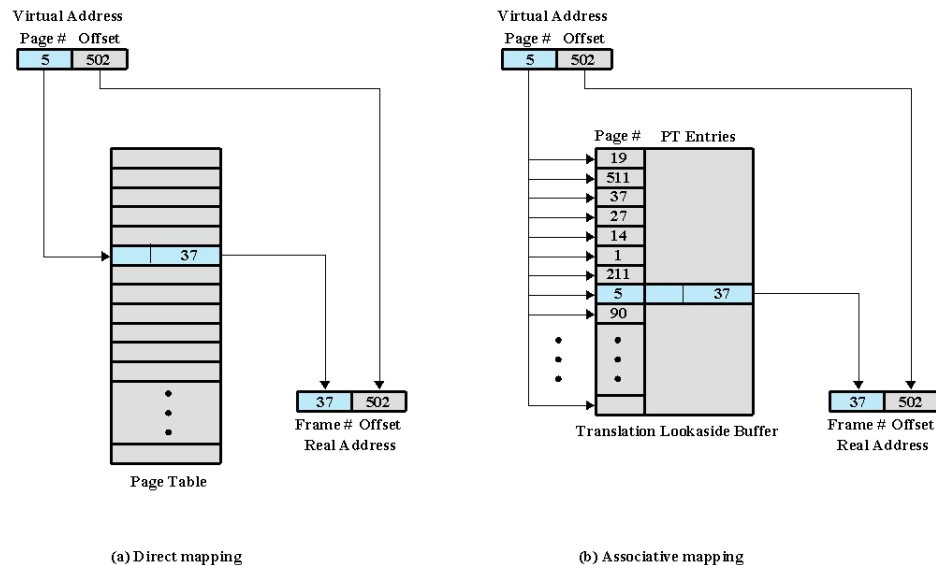 Virtual Address
Page # Offset
5 502
37
37 502
Frame # Offset
Real Address
Page Table
(a) Direct mapping
Virtual Address
Page # Offset
5 502
Page # PT Entries
19
511
37
27
14
1
211
5 37
90
Translation Lookaside Buffer
37 502
Frame # Offset
Real Address
(b) Associative mapping